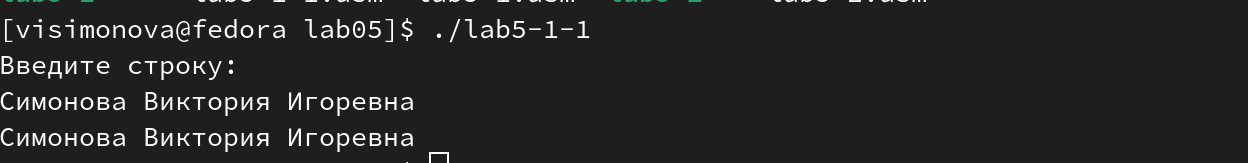 [visimonova@fedora lab05]$ ./lab5-1-1
Введите строку:
Симонова Виктория Игоревна
Симонова Виктория Игоревна